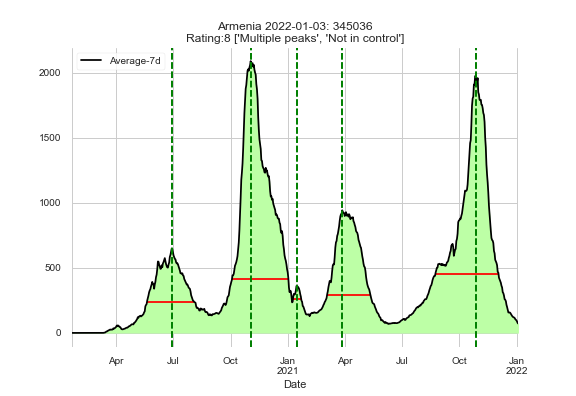 Armenia 2022-01-03: 345036
Rating:8 ['Multiple peaks', 'Not in control']
Average-7d
2000
1500
1000
500
0
Apr Jul Oct Jan Apr Jul Oct Jan
2021 2022
Date